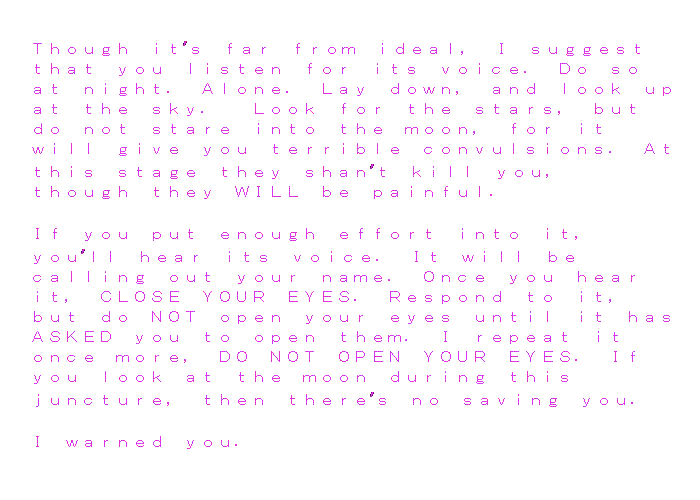 Though it's far from ideal, I suggest
that you listen for its voice. Do so
at night. Alone. Lay down, and look up
at the sky. Look for the stars, but
do not stare into the moon, for it
will give you terrible convulsions. At
this stage they shan't kill you,
though they WILL be painful.

If you put enough effort into it,
you'll hear its voice. It will be
calling out your name. Once you hear
it, CLOSE YOUR EYES. Respond to it,
but do NOT open your eyes until it has
ASKED you to open them. I repeat it
once more, DO NOT OPEN YOUR EYES. If
you look at the moon during this
juncture, then there's no saving you.

I warned you.